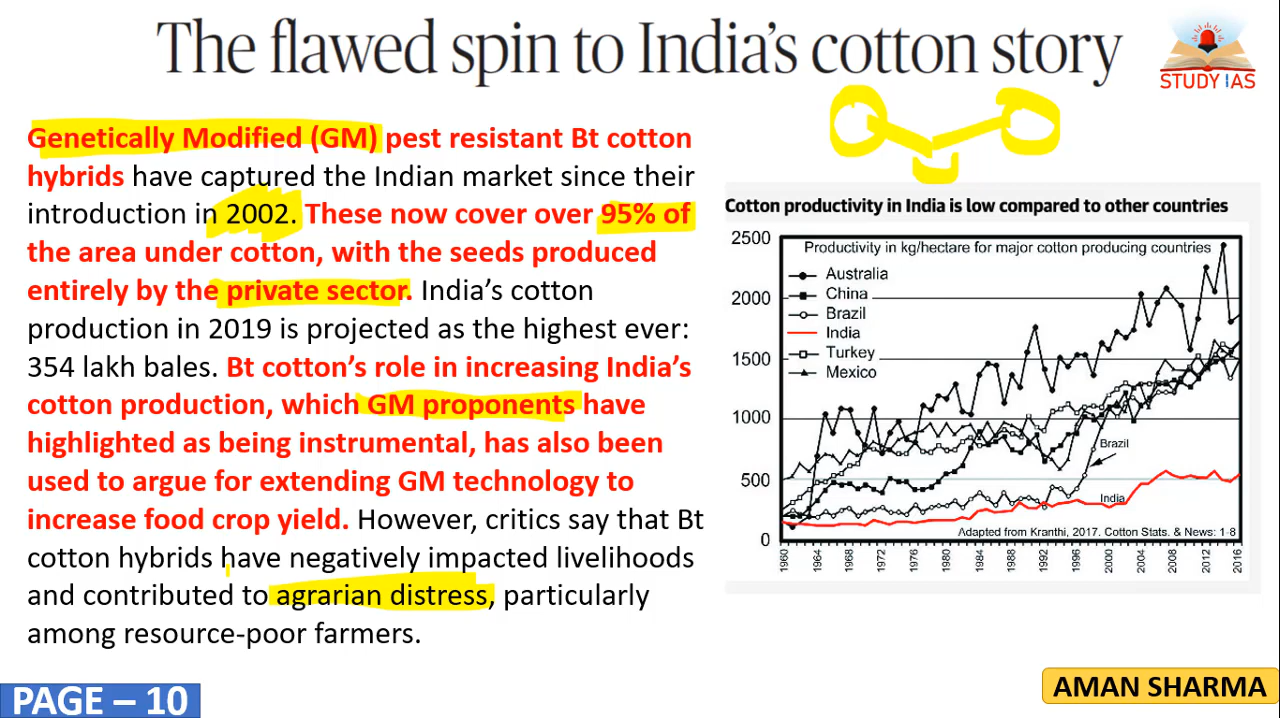 The flawed spin to India's cotton story
STUDY IAS
Genetically Modified (GM) pest resistant Bt cotton
hybrids have captured the Indian market since their
introduction in 2002. These now cover over 95% of
the area under cotton, with the seeds produced
entirely by the private sector. India's cotton
production in 2019 is projected as the highest ever:
354 lakh bales. Bt cotton's role in increasing India's
cotton production, which GM proponents have
highlighted as being instrumental, has also been
used to argue for extending GM technology to
increase food crop yield. However, critics say that Bt
cotton hybrids have negatively impacted livelihoods
and contributed to agrarian distress, particularly
among resource-poor farmers.
Cotton productivity in India is low compared to other countries
Productivity in kg/hectare for major cotton producing countries
Australia
China
Brazil
India
Turkey
Mexico
2500
2000
1500
1000
500
0
Brazil
India
Adapted from Kranthi, 2017. Cotton Stats. & News: 1-8
1960 1964 1968 1972 1976 1980 1984 1988 1992 1996 2000 2004 2008 2012 2016
PAGE – 10
AMAN SHARMA